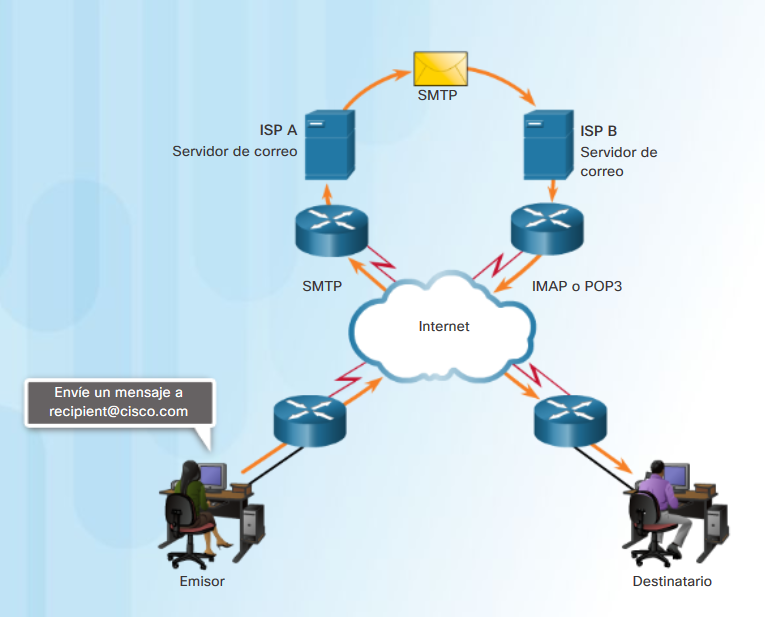 SMTP
ISP A
Servidor de correo
ISP B
Servidor de
correo
SMTP
IMAP o POP3
Internet
Envíe un mensaje a
recipient@cisco.com
Emisor
Destinatario